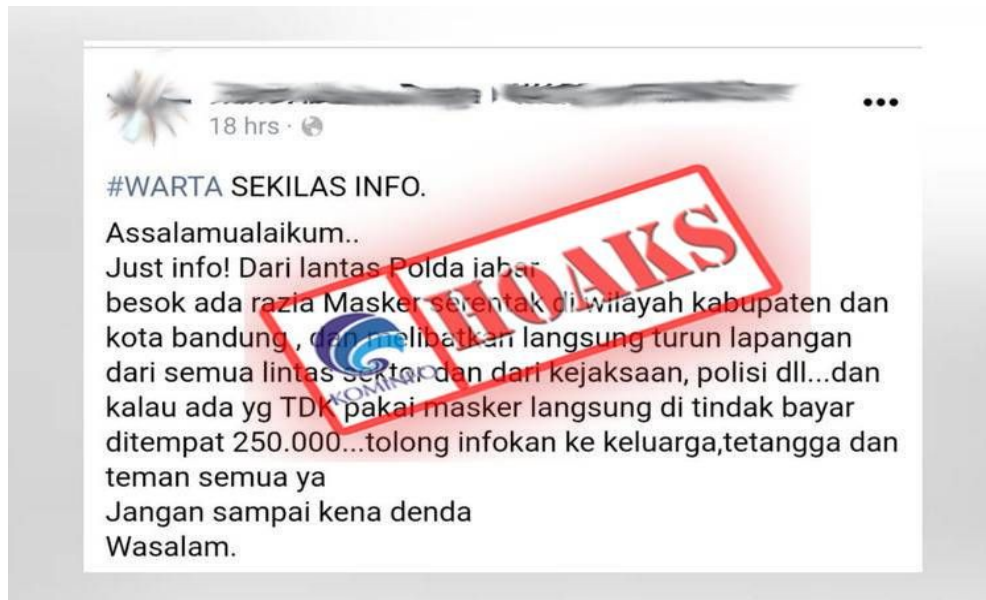 18 hrs ·
#WARTA SEKILAS INFO.
Assalamualaikum..
Just info! Dari lantas Polda jabar
besok ada razia Masker serentak di wilayah kabupaten dan
kota bandung , dan melibatkan langsung turun lapangan
dari semua lintas sektor dan dari kejaksaan, polisi dll...dan
kalau ada yg TDK pakai masker langsung di tindak bayar
ditempat 250.000...tolong infokan ke keluarga,tetangga dan
teman semua ya
Jangan sampai kena denda
Wasalam.
HOAKS
KOMINFO